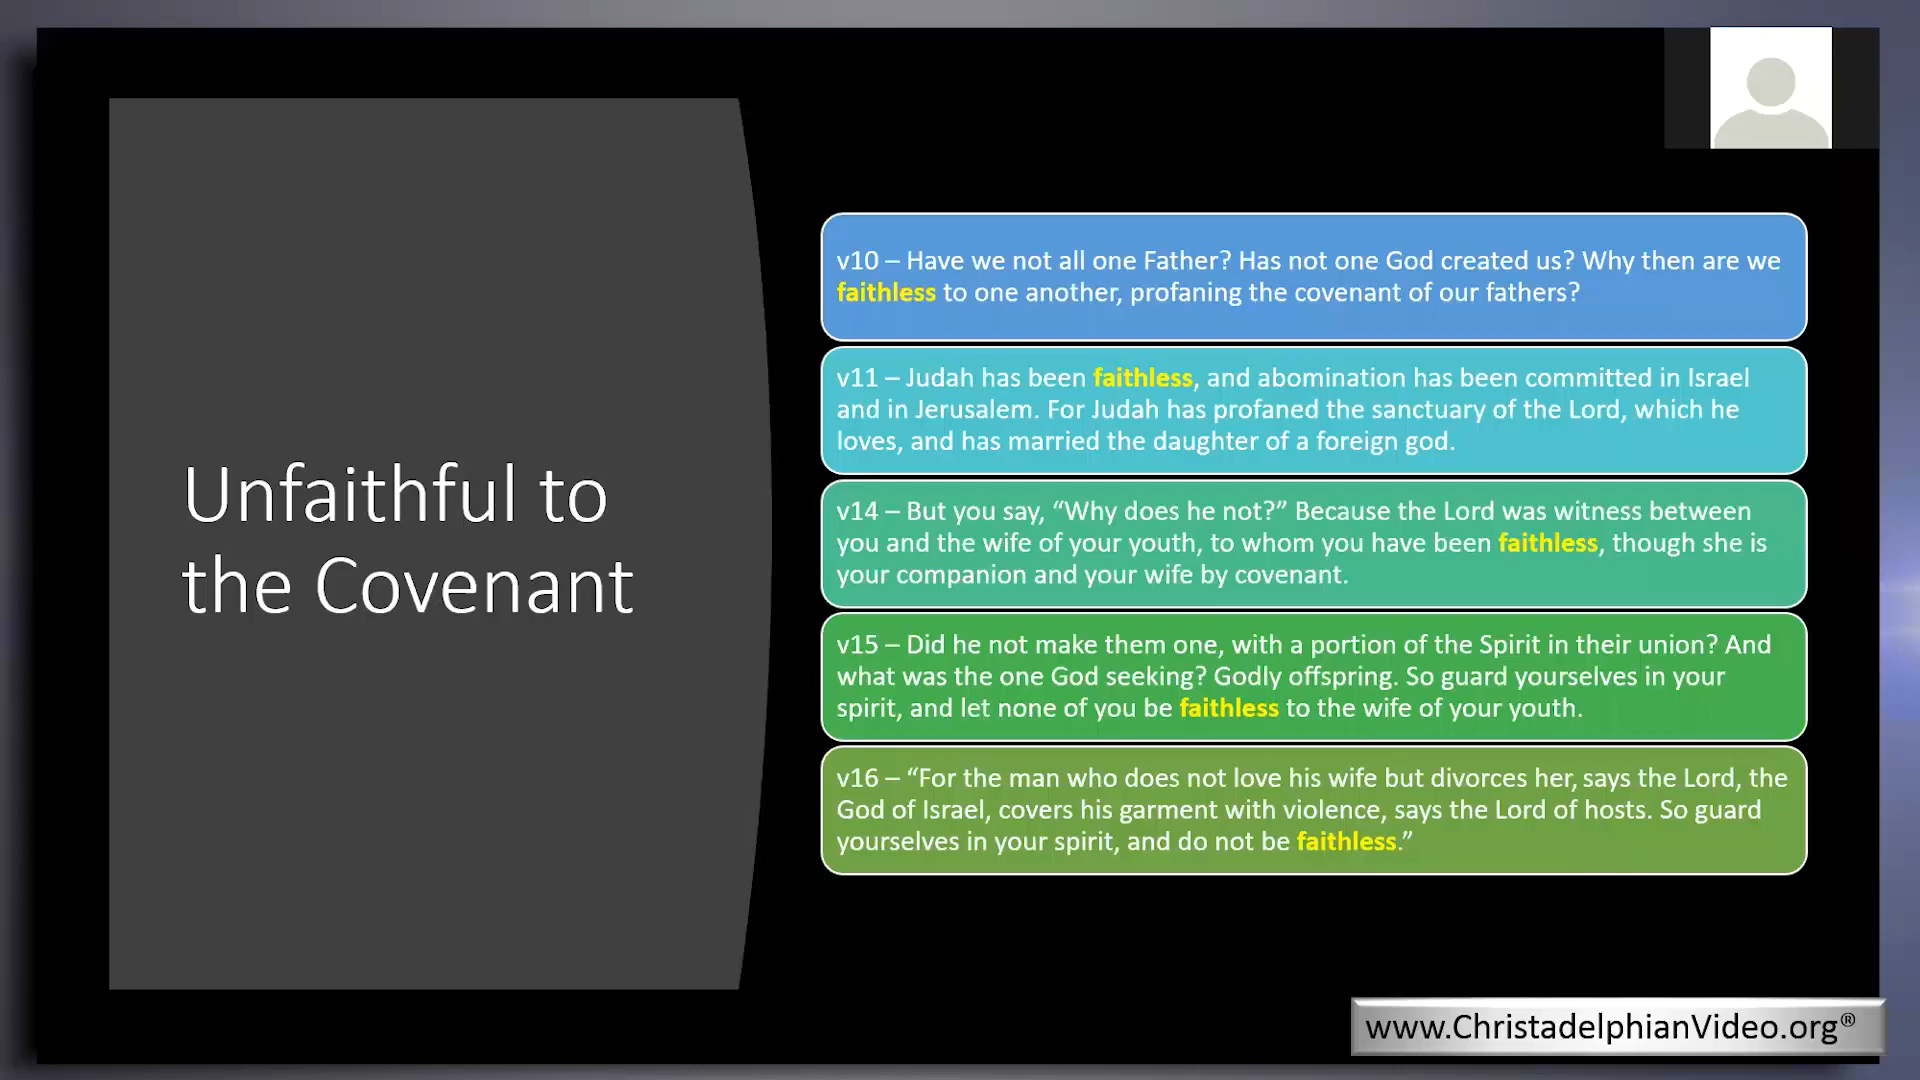 Unfaithful to
the Covenant
v10 – Have we not all one Father? Has not one God created us? Why then are we
faithless to one another, profaning the covenant of our fathers?
v11 – Judah has been faithless, and abomination has been committed in Israel
and in Jerusalem. For Judah has profaned the sanctuary of the Lord, which he
loves, and has married the daughter of a foreign god.
v14 – But you say, “Why does he not?” Because the Lord was witness between
you and the wife of your youth, to whom you have been faithless, though she is
your companion and your wife by covenant.
v15 – Did he not make them one, with a portion of the Spirit in their union? And
what was the one God seeking? Godly offspring. So guard yourselves in your
spirit, and let none of you be faithless to the wife of your youth.
v16 – “For the man who does not love his wife but divorces her, says the Lord, the
God of Israel, covers his garment with violence, says the Lord of hosts. So guard
yourselves in your spirit, and do not be faithless.”
www.ChristadelphianVideo.org®